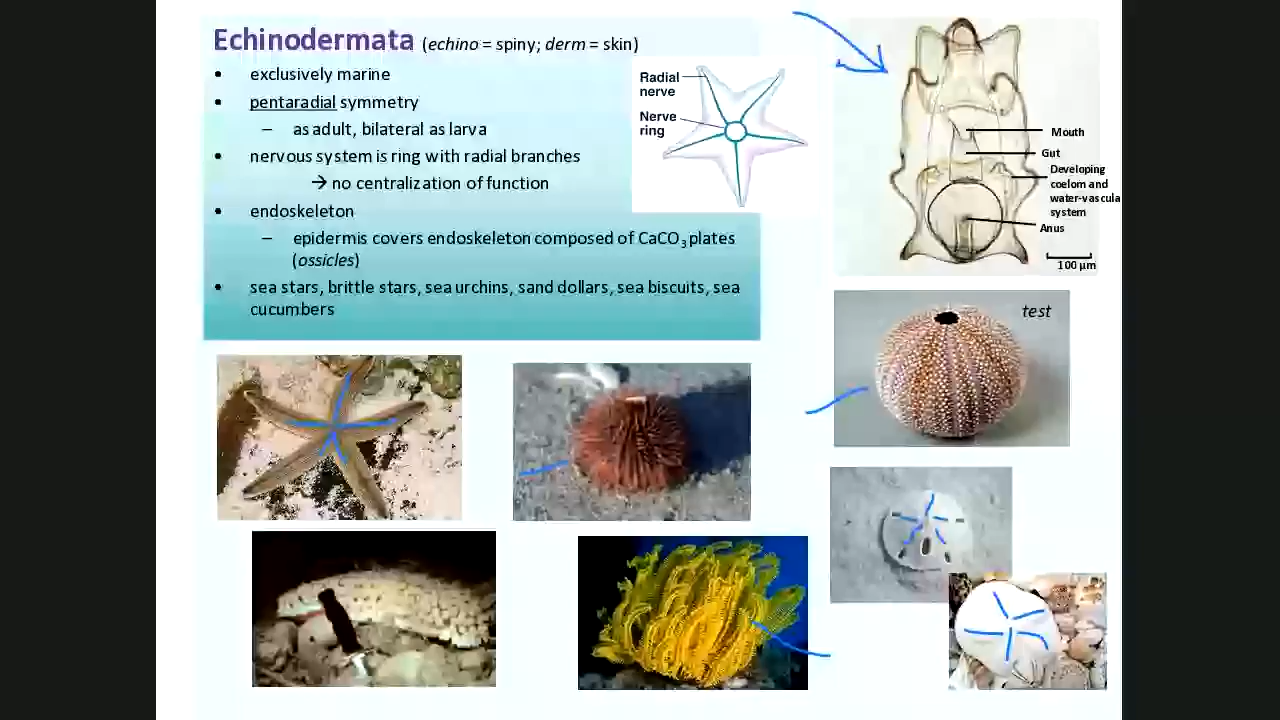 Echinodermata (echino = spiny; derm = skin)
• exclusively marine
• pentaradial symmetry
– as adult, bilateral as larva
• nervous system is ring with radial branches
→ no centralization of function
• endoskeleton
– epidermis covers endoskeleton composed of CaCO3 plates
(ossicles)
• sea stars, brittle stars, sea urchins, sand dollars, sea biscuits, sea
cucumbers
Radial
nerve
Nerve
ring
Mouth
Gut
Developing
coelom and
water-vascula
system
Anus
100 µm
test